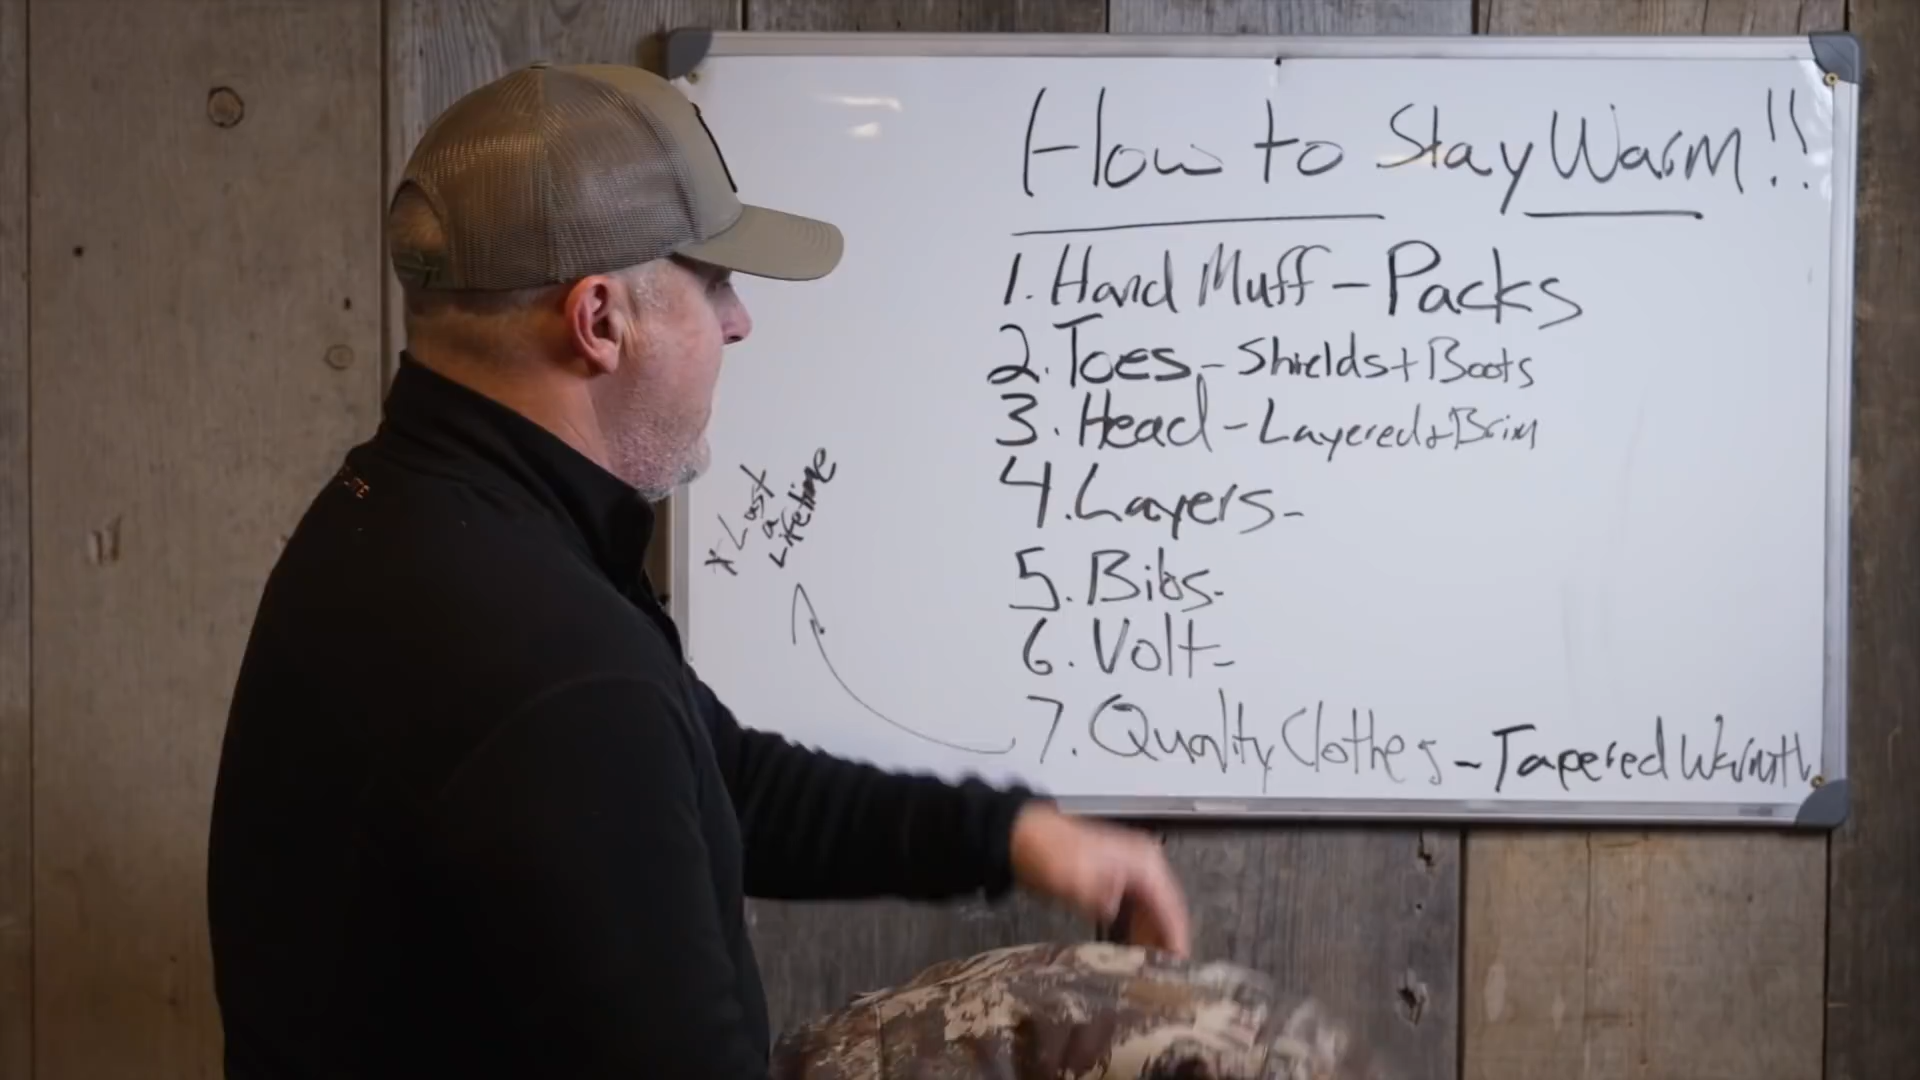 How to Stay Warm!!
1. Hand Muff - Packs
2. Toes - Shields + Boots
3. Head - Layered + Brim
4. Layers -
5. Bibs -
6. Volt -
7. Quality Clothes - Tapered Warmth
* Last
a
Lifetime